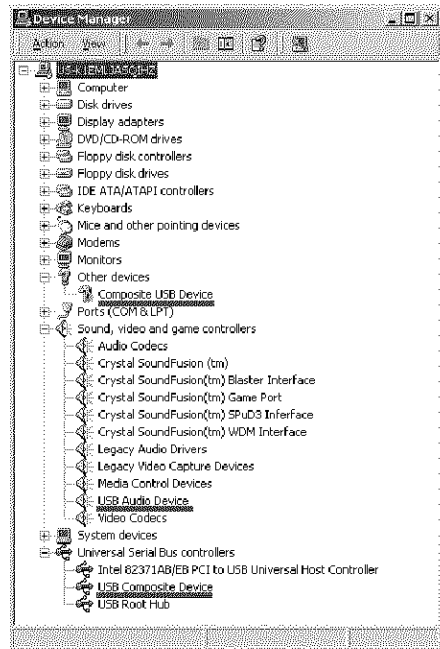 Device Manager
Action View
Computer
Disk drives
Display adapters
DVD/CD-ROM drives
Floppy disk controllers
Floppy disk drives
IDE ATA/ATAPI controllers
Keyboards
Mice and other pointing devices
Modems
Monitors
Other devices
Composite USB Device
Ports (COM & LPT)
Sound, video and game controllers
Audio Codecs
Crystal SoundFusion (tm)
Crystal SoundFusion(tm) Blaster Interface
Crystal SoundFusion(tm) Game Port
Crystal SoundFusion(tm) SPuD3 Inferface
Crystal SoundFusion(tm) WDM Interface
Legacy Audio Drivers
Legacy Video Capture Devices
Media Control Devices
USB Audio Device
Video Codecs
System devices
Universal Serial Bus controllers
Intel 82371AB/EB PCI to USB Universal Host Controller
USB Composite Device
USB Root Hub